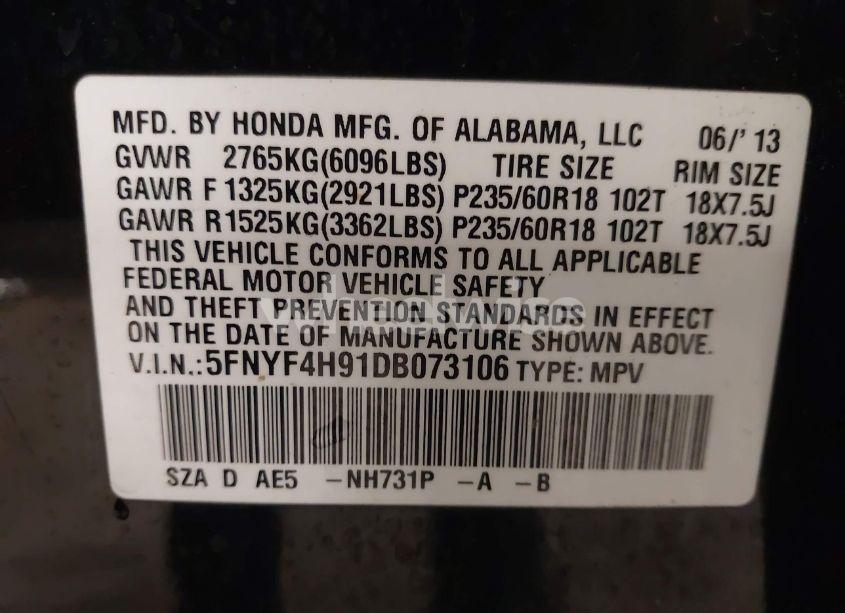 MFD. BY HONDA MFG. OF ALABAMA, LLC 06/' 13
GVWR 2765KG(6096LBS) TIRE SIZE RIM SIZE
GAWR F 1325KG(2921LBS) P235/60R18 102T 18X7.5J
GAWR R1525KG(3362LBS) P235/60R18 102T 18X7.5J
THIS VEHICLE CONFORMS TO ALL APPLICABLE
FEDERAL MOTOR VEHICLE SAFETY
AND THEFT PREVENTION STANDARDS IN EFFECT
ON THE DATE OF MANUFACTURE SHOWN ABOVE.
V.I.N.:5FNYF4H91DB073106 TYPE: MPV
SZA D AE5 -NH731P -A -B